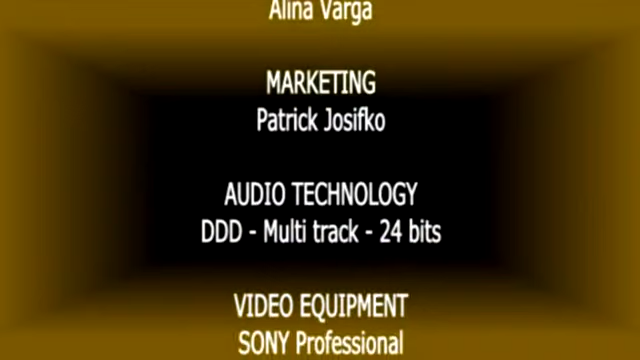 Alina Varga
MARKETING
Patrick Josifko
AUDIO TECHNOLOGY
DDD - Multi track - 24 bits
VIDEO EQUIPMENT
SONY Professional